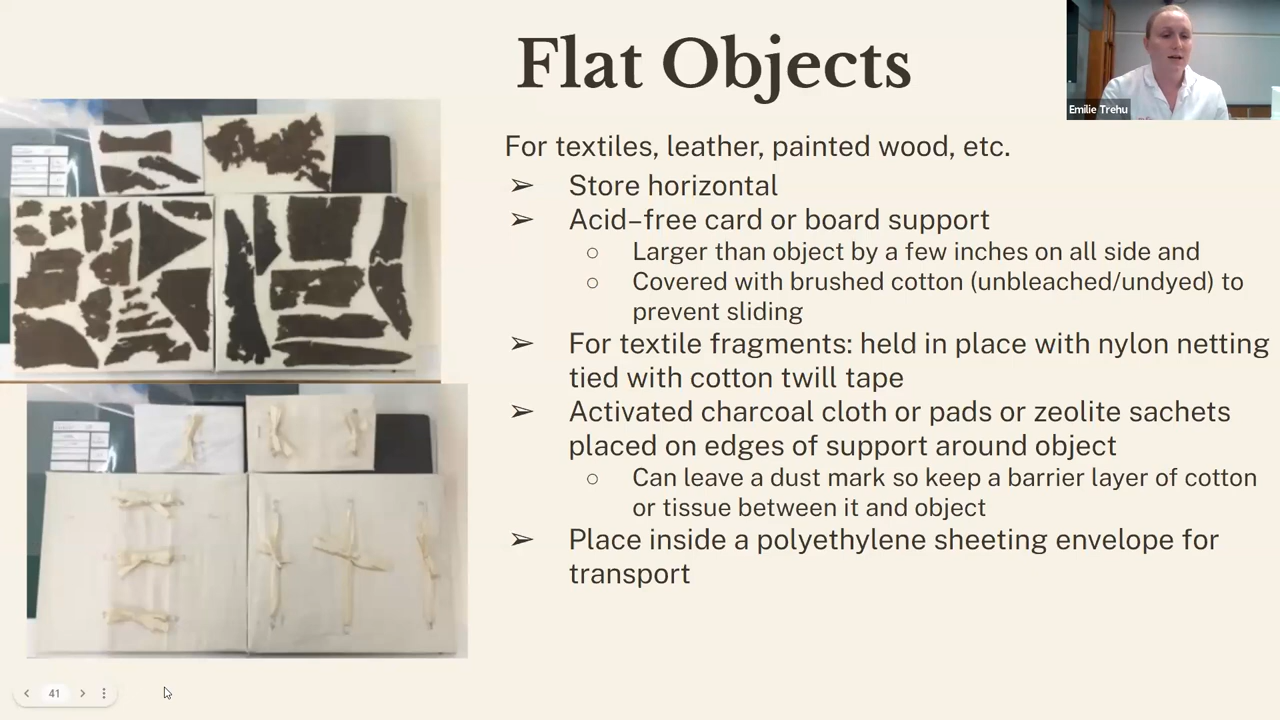 Flat Objects
Emilie Trehu
For textiles, leather, painted wood, etc.
➢ Store horizontal
➢ Acid–free card or board support
○ Larger than object by a few inches on all side and
○ Covered with brushed cotton (unbleached/undyed) to
prevent sliding
➢ For textile fragments: held in place with nylon netting
tied with cotton twill tape
➢ Activated charcoal cloth or pads or zeolite sachets
placed on edges of support around object
○ Can leave a dust mark so keep a barrier layer of cotton
or tissue between it and object
➢ Place inside a polyethylene sheeting envelope for
transport
41